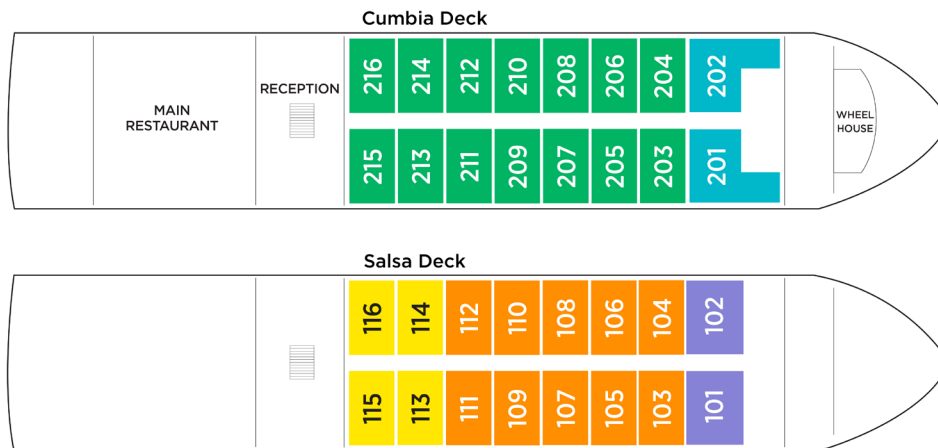 Cumbia Deck
216 214 212 210 208 206 204 202
RECEPTION
MAIN
RESTAURANT
WHEEL
HOUSE
215 213 211 209 207 205 203 201
Salsa Deck
116 114 112 110 108 106 104 102
115 113 111 109 107 105 103 101